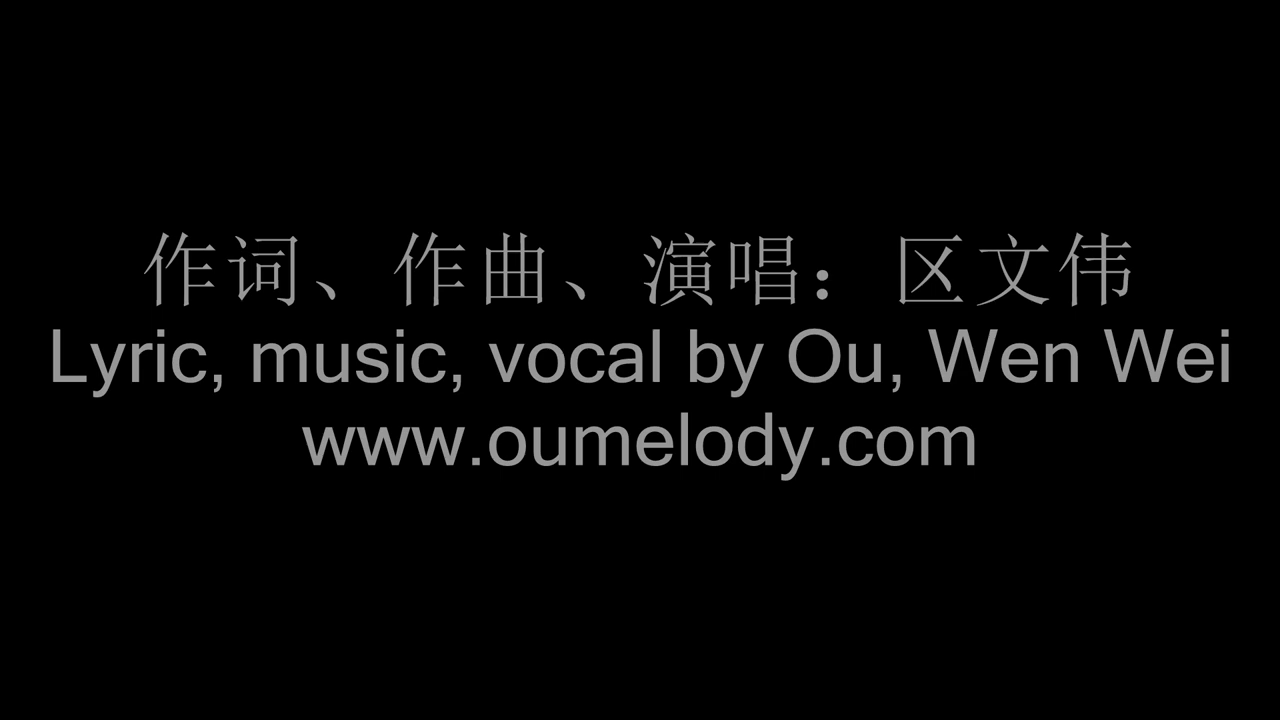 作词、作曲、演唱：区文伟
Lyric, music, vocal by Ou, Wen Wei
www.oumelody.com